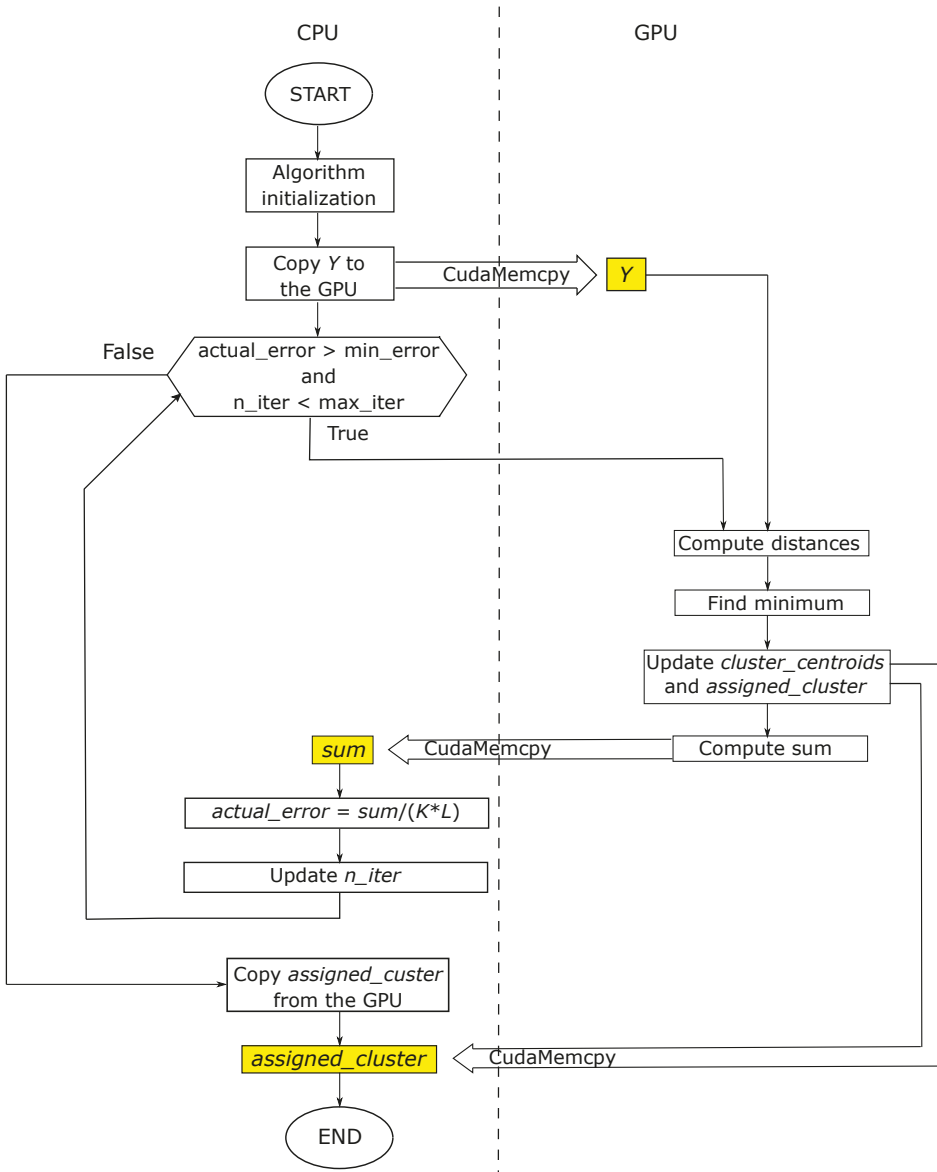 CPU
GPU
START
Algorithm
initialization
Copy Y to
the GPU
CudaMemcpy
Y
False
actual_error > min_error
and
n_iter < max_iter
True
Compute distances
Find minimum
Update cluster_centroids
and assigned_cluster
sum
CudaMemcpy
Compute sum
actual_error = sum/(K*L)
Update n_iter
Copy assigned_custer
from the GPU
assigned_cluster
CudaMemcpy
END